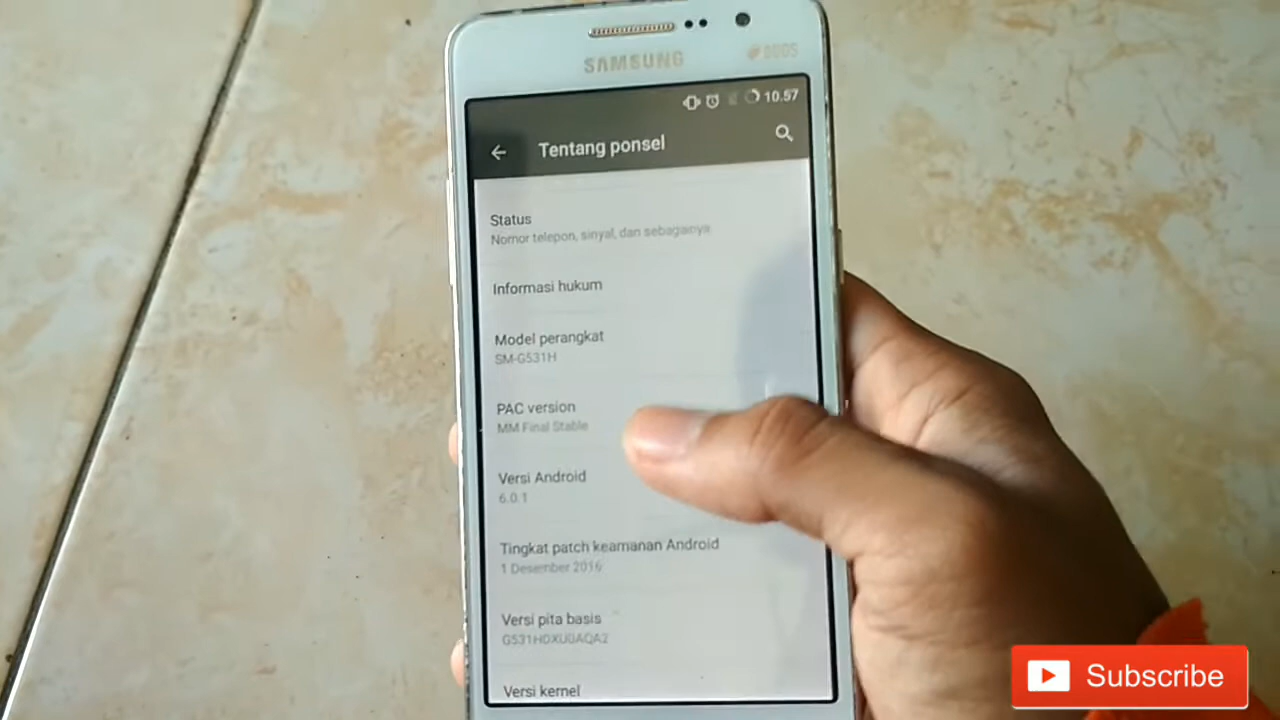 SAMSUNG
DUOS
10.57
Tentang ponsel
Status
Nomor telepon, sinyal, dan sebagainya
Informasi hukum
Model perangkat
SM-G531H
PAC version
MM Final Stable
Versi Android
6.0.1
Tingkat patch keamanan Android
1 Desember 2016
Versi pita basis
G531HDXU0AQA2
Versi kernel
Subscribe